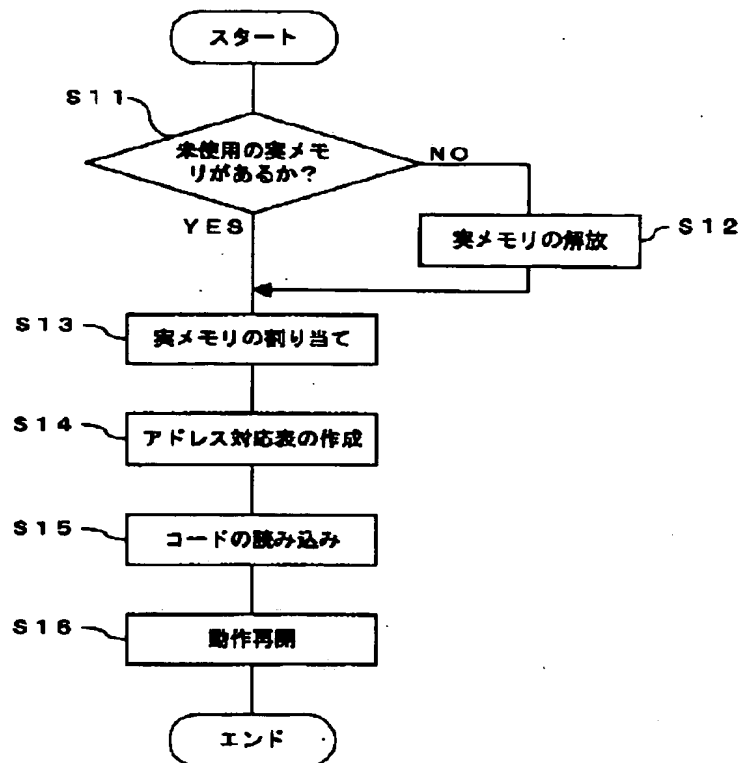 スタート
S11
未使用の実メモ
リがあるか?
NO
YES
実メモリの解放
S12
S13
実メモリの割り当て
S14
アドレス対応表の作成
S15
コードの読み込み
S16
動作再開
エンド